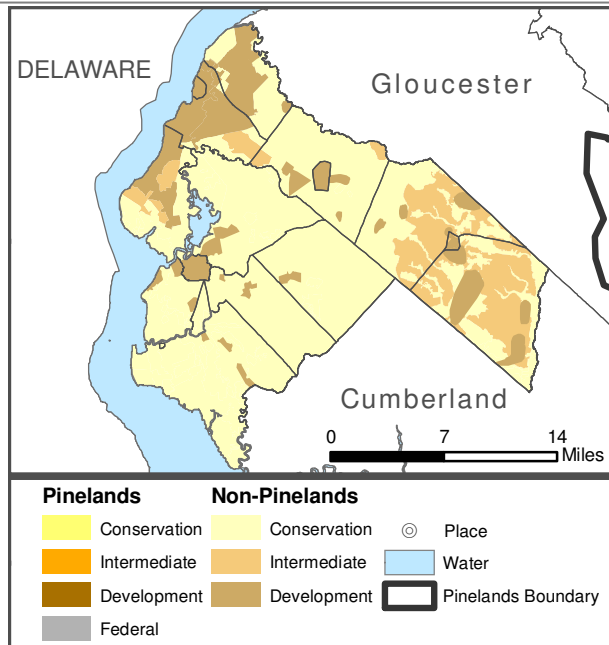 DELAWARE
Gloucester
Cumberland
0 7 14
Miles
Pinelands Non-Pinelands
Conservation Conservation Place
Intermediate Intermediate Water
Development Development Pinelands Boundary
Federal